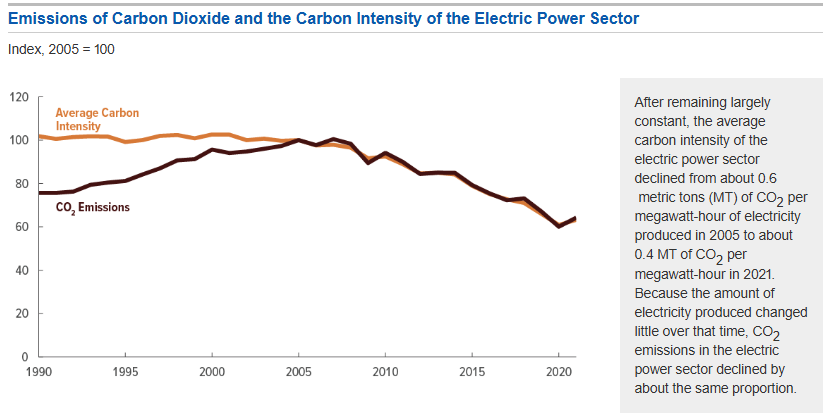 Emissions of Carbon Dioxide and the Carbon Intensity of the Electric Power Sector
Index, 2005 = 100
120
100
80
60
40
20
0
Average Carbon
Intensity
CO2 Emissions
1990
1995
2000
2005
2010
2015
2020
After remaining largely
constant, the average
carbon intensity of the
electric power sector
declined from about 0.6
metric tons (MT) of CO2 per
megawatt-hour of electricity
produced in 2005 to about
0.4 MT of CO2 per
megawatt-hour in 2021.
Because the amount of
electricity produced changed
little over that time, CO2
emissions in the electric
power sector declined by
about the same proportion.